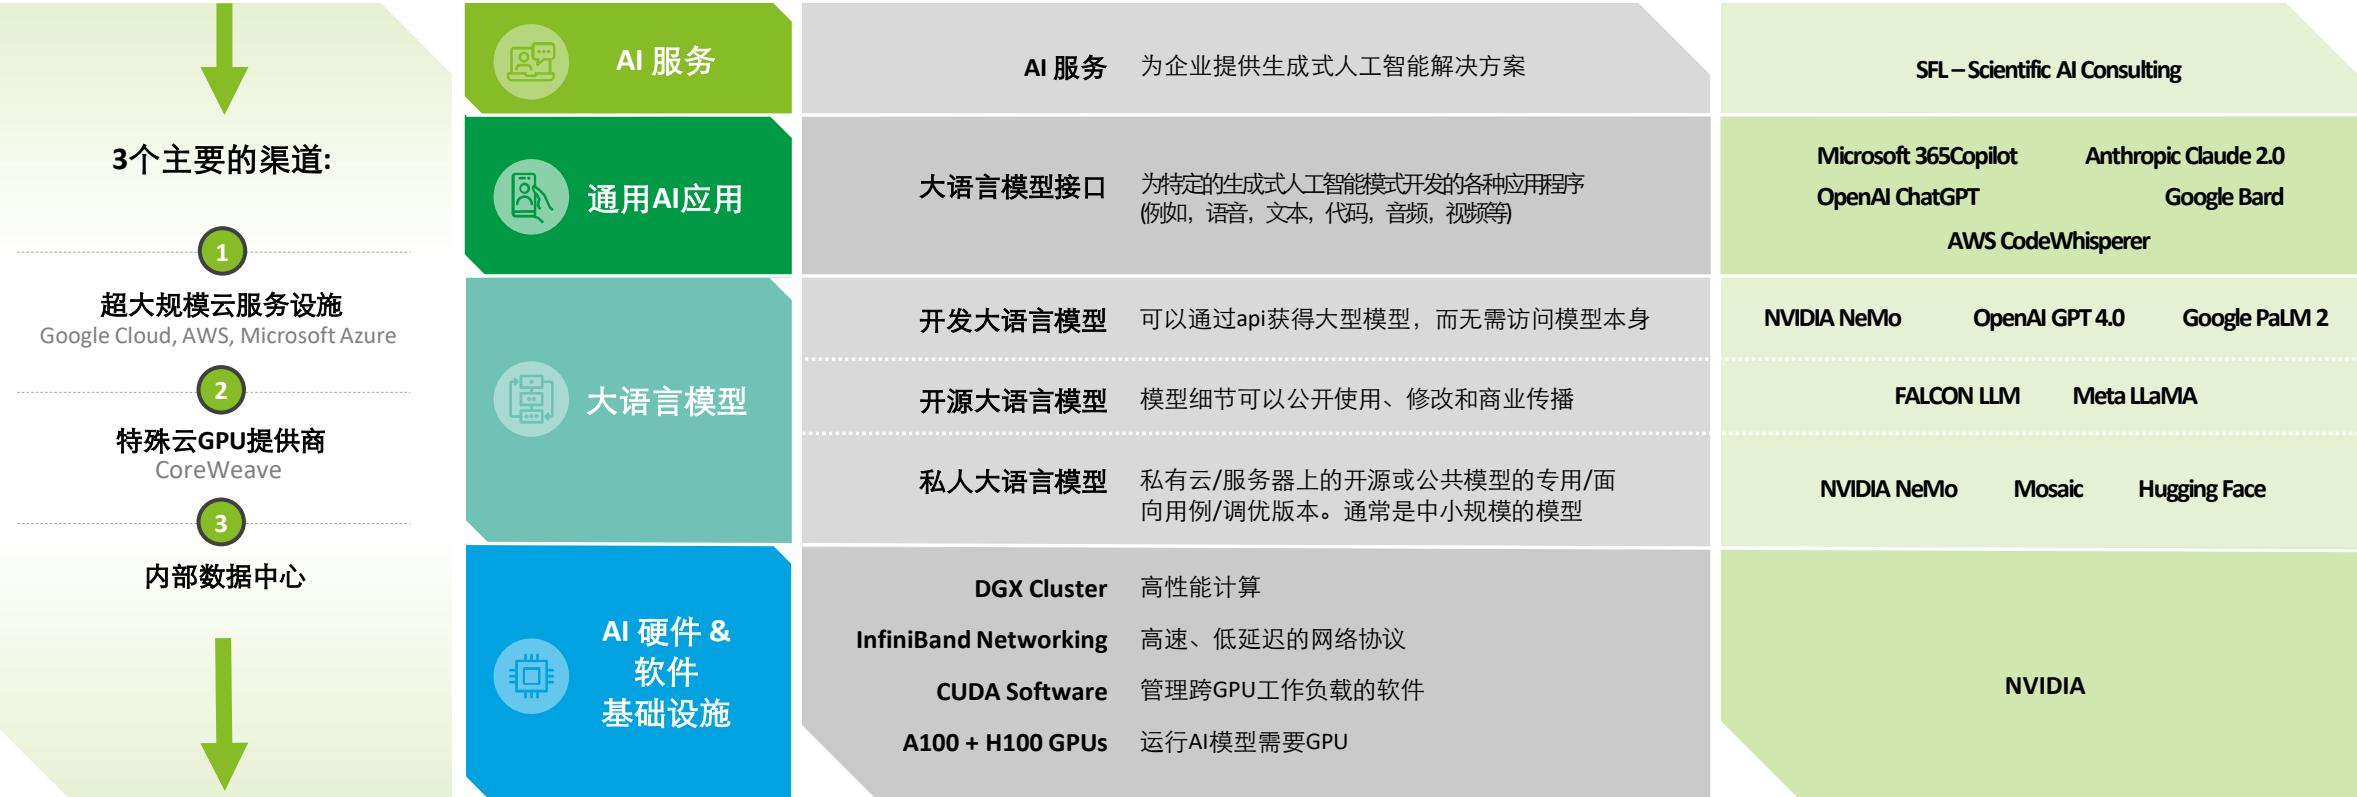 3个主要的渠道:
1
超大规模云服务设施
Google Cloud, AWS, Microsoft Azure
2
特殊云GPU提供商
CoreWeave
3
内部数据中心
AI 服务
AI 服务 为企业提供生成式人工智能解决方案
SFL – Scientific AI Consulting
通用AI应用
大语言模型接口 为特定的生成式人工智能模式开发的各种应用程序
(例如，语音，文本，代码，音频，视频等)
Microsoft 365Copilot Anthropic Claude 2.0
OpenAI ChatGPT Google Bard
AWS CodeWhisperer
大语言模型
开发大语言模型 可以通过api获得大型模型，而无需访问模型本身
NVIDIA NeMo OpenAI GPT 4.0 Google PaLM 2
开源大语言模型 模型细节可以公开使用、修改和商业传播
FALCON LLM Meta LLaMA
私人大语言模型 私有云/服务器上的开源或公共模型的专用/面
向用例/调优版本。通常是中小规模的模型
NVIDIA NeMo Mosaic Hugging Face
AI 硬件 &
软件
基础设施
DGX Cluster 高性能计算
InfiniBand Networking 高速、低延迟的网络协议
CUDA Software 管理跨GPU工作负载的软件
A100 + H100 GPUs 运行AI模型需要GPU
NVIDIA